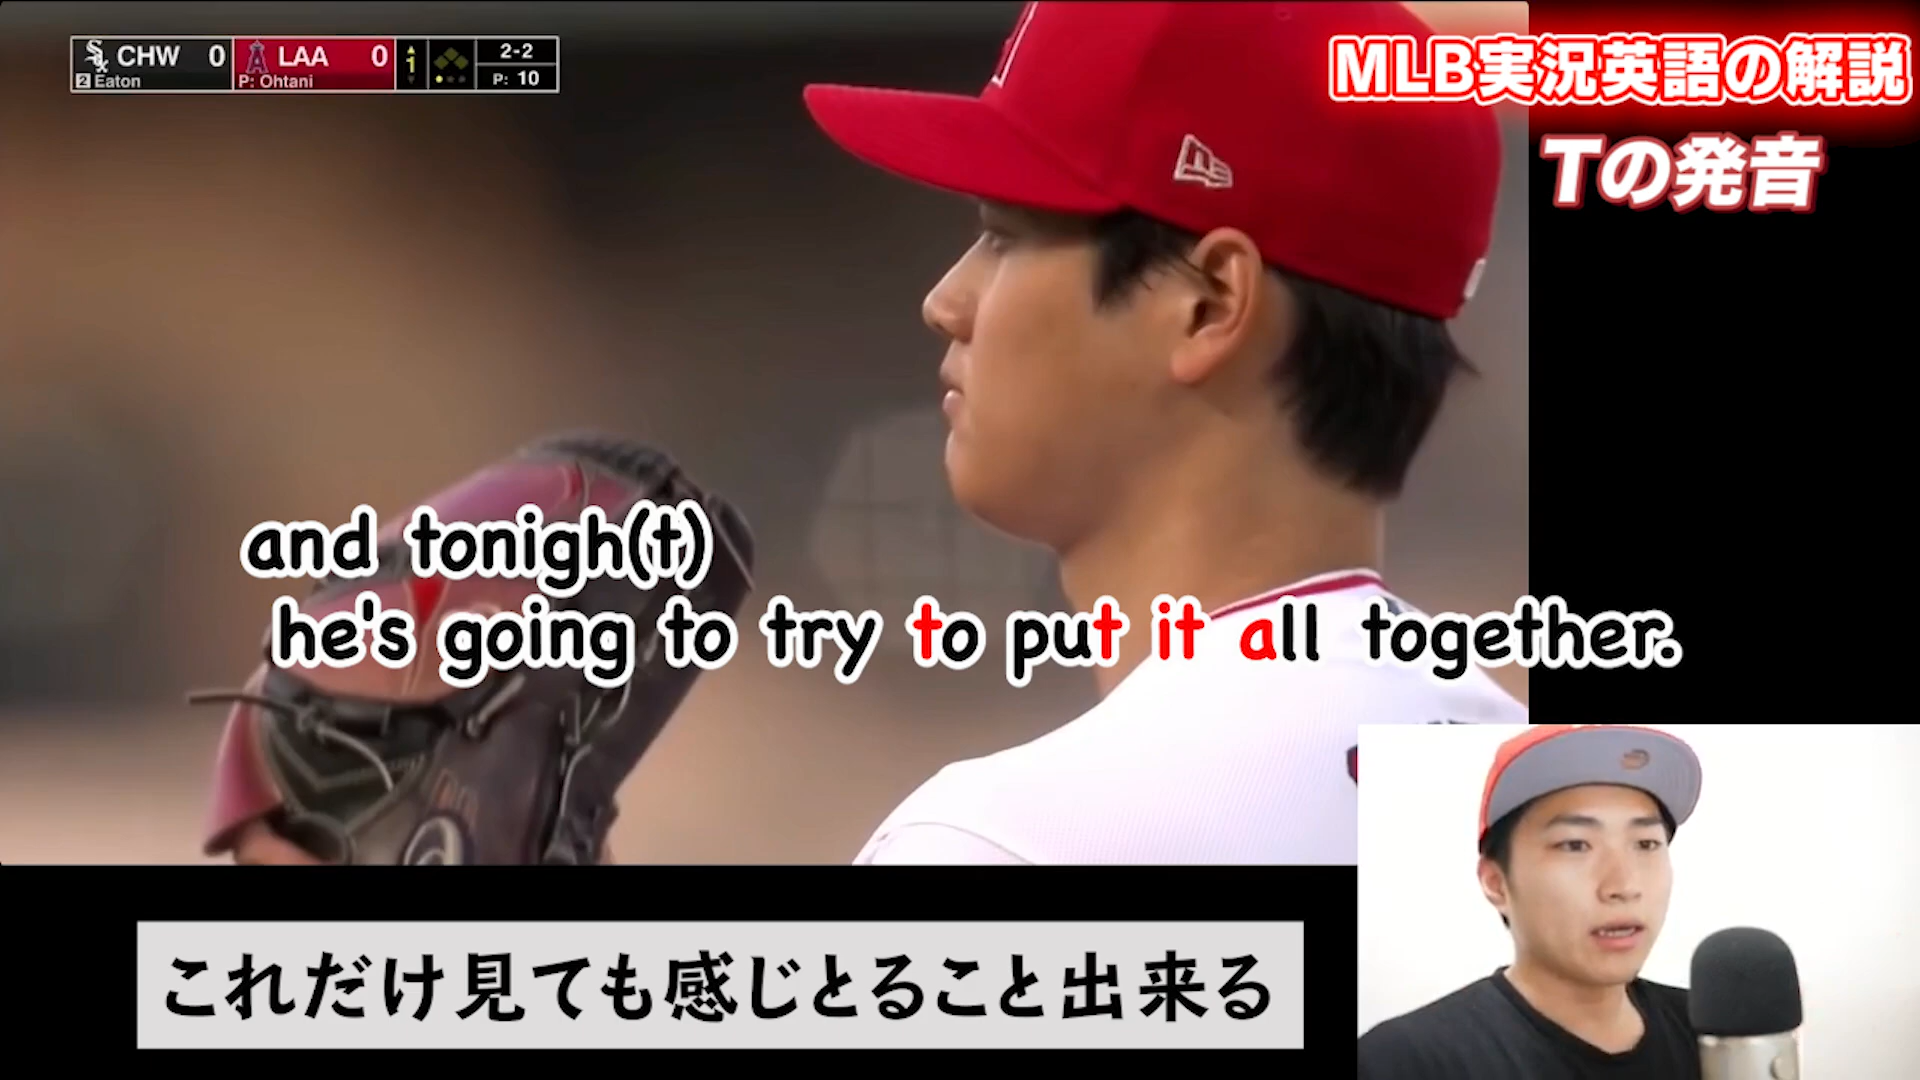 CHW 0 LAA 0 1 2-2
2 Eaton P: Ohtani P: 10
MLB実況英語の解説
Tの発音
and tonigh(t)
he's going to try to put it all together.
これだけ見ても感じとること出来る